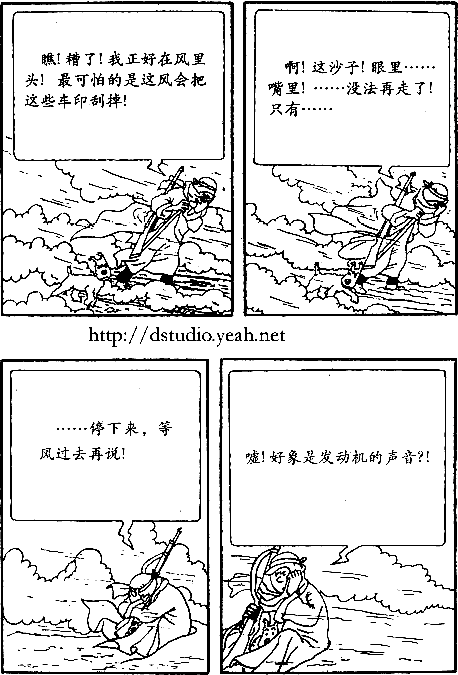 瞧！糟了！我正好在风里
头！最可怕的是这风会把
这些车印刮掉！
啊！这沙子！眼里……
嘴里！……没法再走了！
只有……
http://dstudio.yeah.net
……停下来，等
风过去再说！
嘘！好象是发动机的声音？！